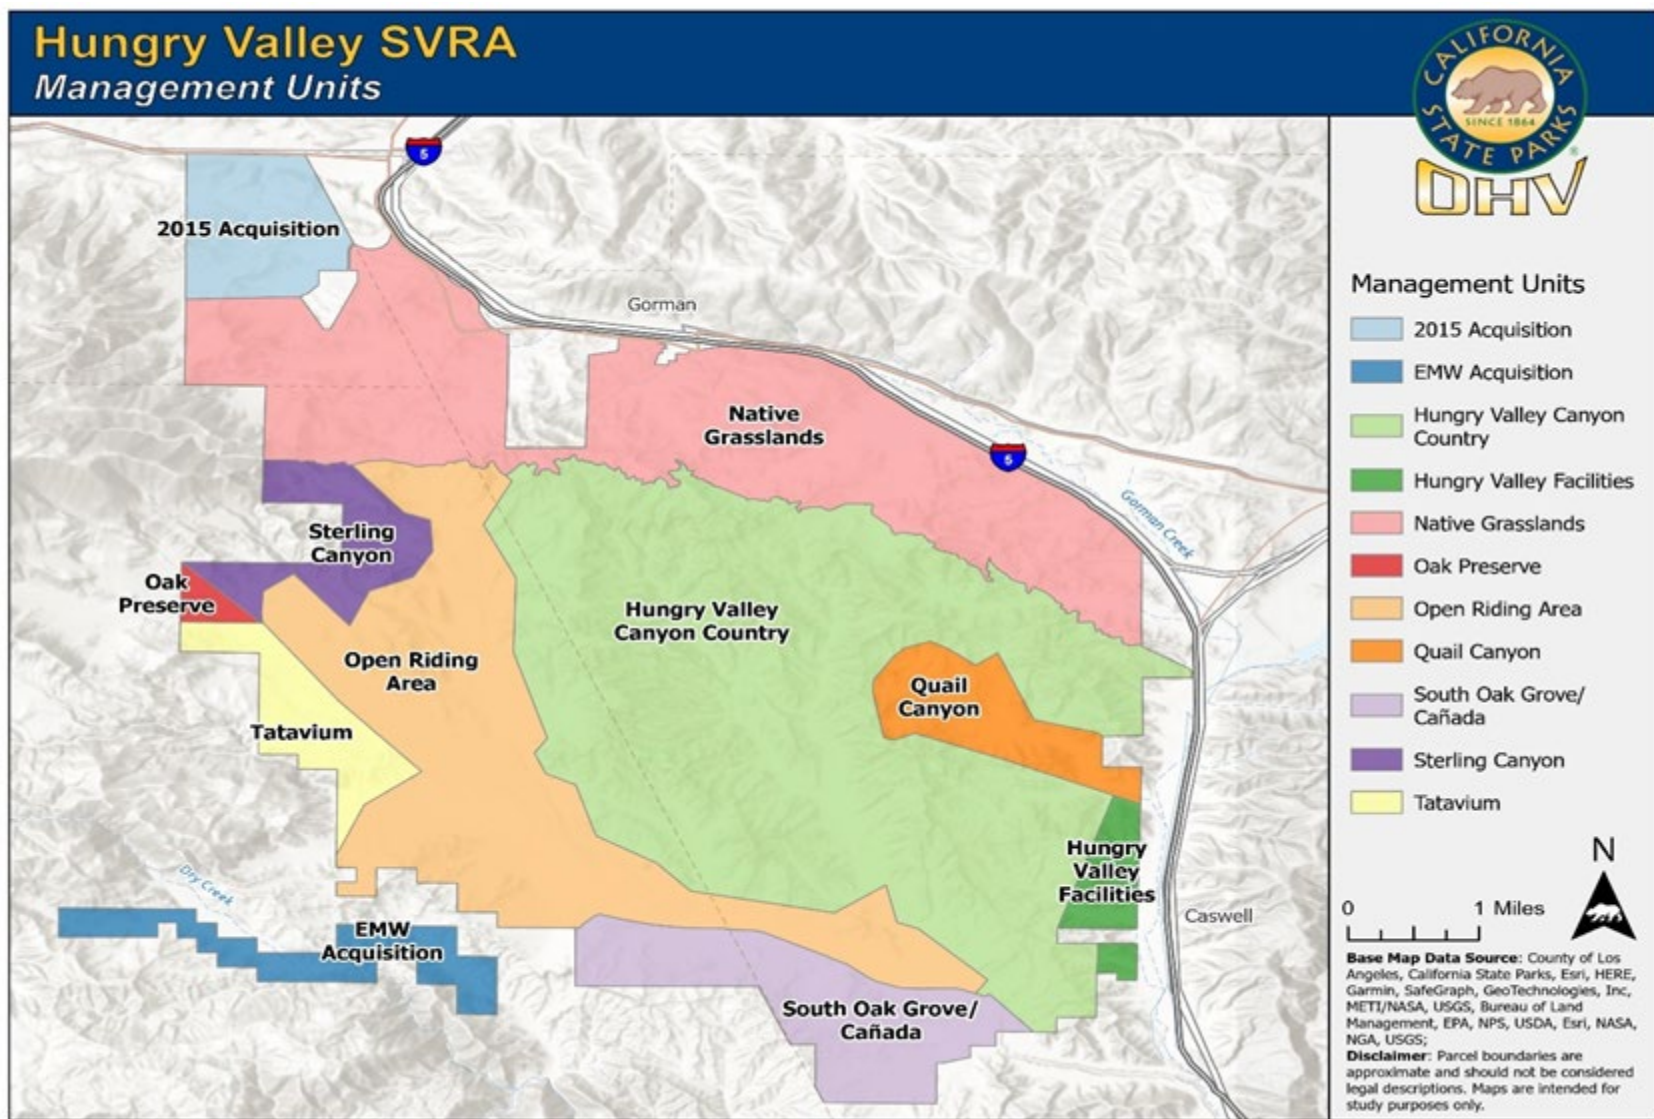 Hungry Valley SVRA
Management Units
CALIFORNIA
STATE PARKS
SINCE 1864
OHV
5
2015 Acquisition
Gorman
Native
Grasslands
5
Gorman Creek
Sterling
Canyon
Oak
Preserve
Hungry Valley
Canyon Country
Open Riding
Area
Quail
Canyon
Tatavium
Hungry
Valley
Facilities
Dry Creek
Caswell
EMW
Acquisition
South Oak Grove/
Cañada
Management Units
2015 Acquisition
EMW Acquisition
Hungry Valley Canyon
Country
Hungry Valley Facilities
Native Grasslands
Oak Preserve
Open Riding Area
Quail Canyon
South Oak Grove/
Cañada
Sterling Canyon
Tatavium
N
0 1 Miles
Base Map Data Source: County of Los
Angeles, California State Parks, Esri, HERE,
Garmin, SafeGraph, GeoTechnologies, Inc,
METI/NASA, USGS, Bureau of Land
Management, EPA, NPS, USDA, Esri, NASA,
NGA, USGS;
Disclaimer: Parcel boundaries are
approximate and should not be considered
legal descriptions. Maps are intended for
study purposes only.